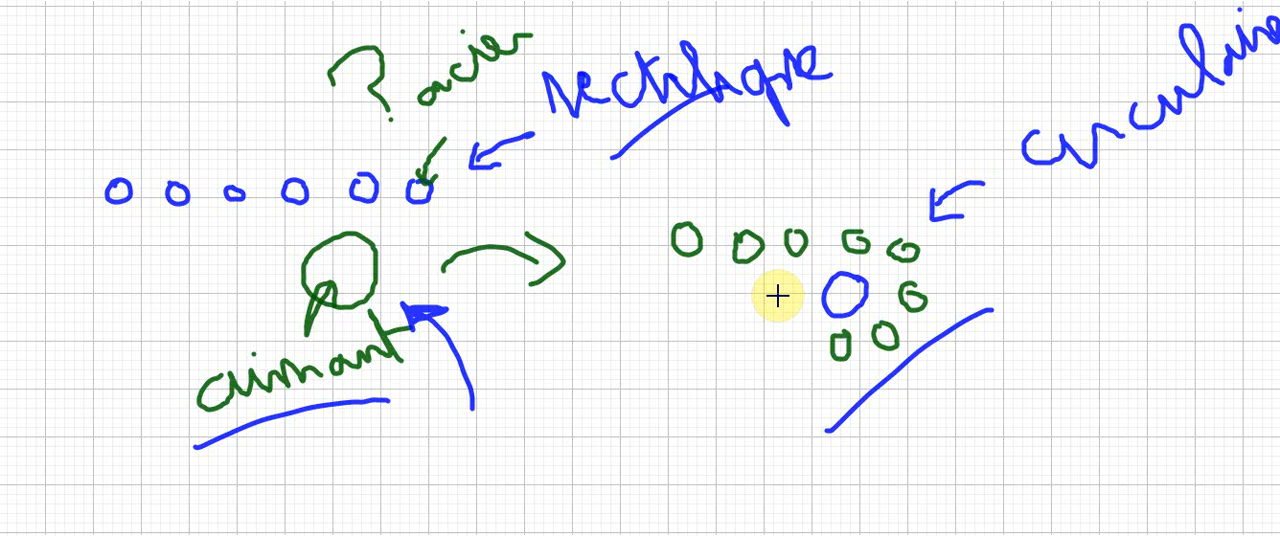 ? acier
rectiligne
circulaire
aimant